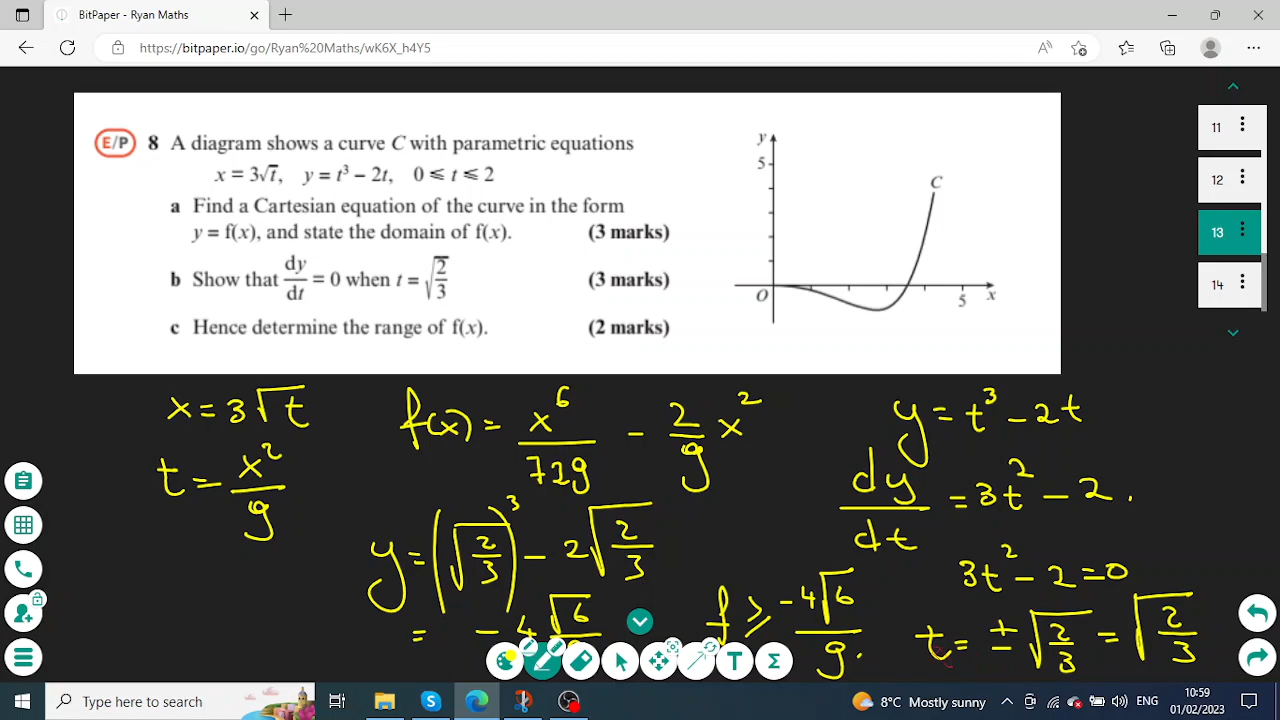 BitPaper - Ryan Maths
https://bitpaper.io/go/Ryan%20Maths/wK6X_h4Y5
E/P 8 A diagram shows a curve C with parametric equations
x = 3√t, y = t³ − 2t, 0 ⩽ t ⩽ 2
a Find a Cartesian equation of the curve in the form
y = f(x), and state the domain of f(x). (3 marks)
b Show that dy/dt = 0 when t = √(2/3) (3 marks)
c Hence determine the range of f(x). (2 marks)
y
5
C
O
5
x
11
12
13
14
x = 3√t
t = x²/9
f(x) = x⁶/729 − 2/9 x²
y = (√(2/3))³ − 2√(2/3)
= −4√6
f ⩾ −4√6/9.
y = t³ − 2t
dy/dt = 3t² − 2.
3t² − 2 = 0
t = ±√(2/3) = √(2/3)
T
Σ
Type here to search
8°C Mostly sunny
ENG
10:55
01/02/2023